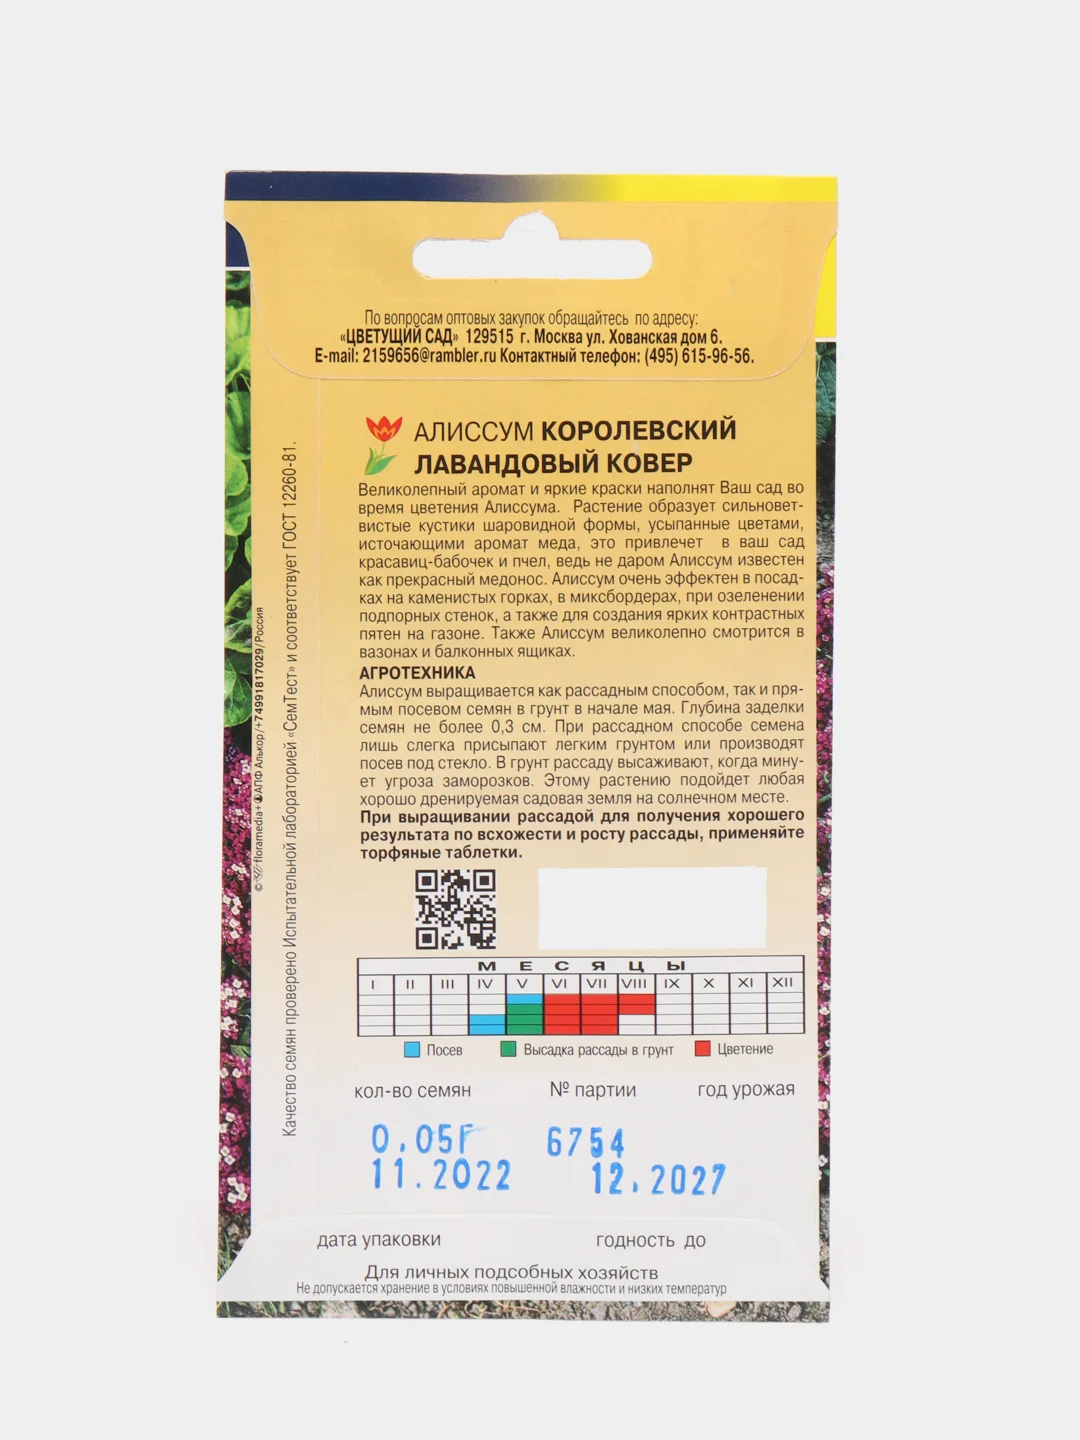 По вопросам оптовых закупок обращайтесь по адресу:
«ЦВЕТУЩИЙ САД» 129515 г. Москва ул. Хованская дом 6.
E-mail: 2159656@rambler.ru Контактный телефон: (495) 615-96-56.
АЛИССУМ КОРОЛЕВСКИЙ
ЛАВАНДОВЫЙ КОВЕР
Великолепный аромат и яркие краски наполнят Ваш сад во
время цветения Алиссума. Растение образует сильновет-
вистые кустики шаровидной формы, усыпанные цветами,
источающими аромат меда, это привлечет в ваш сад
красавиц-бабочек и пчел, ведь не даром Алиссум известен
как прекрасный медонос. Алиссум очень эффектен в посад-
ках на каменистых горках, в миксбордерах, при озеленении
подпорных стенок, а также для создания ярких контрастных
пятен на газоне. Также Алиссум великолепно смотрится в
вазонах и балконных ящиках.
АГРОТЕХНИКА
Алиссум выращивается как рассадным способом, так и пря-
мым посевом семян в грунт в начале мая. Глубина заделки
семян не более 0,3 см. При рассадном способе семена
лишь слегка присыпают легким грунтом или производят
посев под стекло. В грунт рассаду высаживают, когда мину-
ет угроза заморозков. Этому растению подойдет любая
хорошо дренируемая садовая земля на солнечном месте.
При выращивании рассадой для получения хорошего
результата по всхожести и росту рассады, применяйте
торфяные таблетки.
МЕСЯЦЫ
I II III IV V VI VII VIII IX X XI XII
Посев Высадка рассады в грунт Цветение
кол-во семян № партии год урожая
0.05Г 6754
11.2022 12.2027
дата упаковки годность до
Для личных подсобных хозяйств
Не допускается хранение в условиях повышенной влажности и низких температур
Качество семян проверено Испытательной лабораторией «СемТест» и соответствует ГОСТ 12260-81.
© floramedia+ АПФ Алькор/+74991817029/Россия